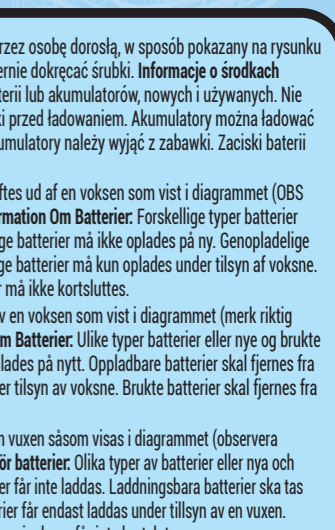 rzez osobę dorosłą, w sposób pokazany na rysunku
ernie dokręcać śrubki. Informacje o środkach
terii lub akumulatorów, nowych i używanych. Nie
ki przed ładowaniem. Akumulatory można ładować
umulatory należy wyjąć z zabawki. Zaciski baterii
ftes ud af en voksen som vist i diagrammet (OBS
rmation Om Batterier: Forskellige typer batterier
ge batterier må ikke oplades på ny. Genopladelige
ge batterier må kun oplades under tilsyn af voksne.
r må ikke kortsluttes.
v en voksen som vist i diagrammet (merk riktig
m Batterier: Ulike typer batterier eller nye og brukte
lades på nytt. Oppladbare batterier skal fjernes fra
er tilsyn av voksne. Brukte batterier skal fjernes fra
n vuxen såsom visas i diagrammet (observera
ör batterier: Olika typer av batterier eller nya och
er får inte laddas. Laddningsbara batterier ska tas
rier får endast laddas under tillsyn av en vuxen.